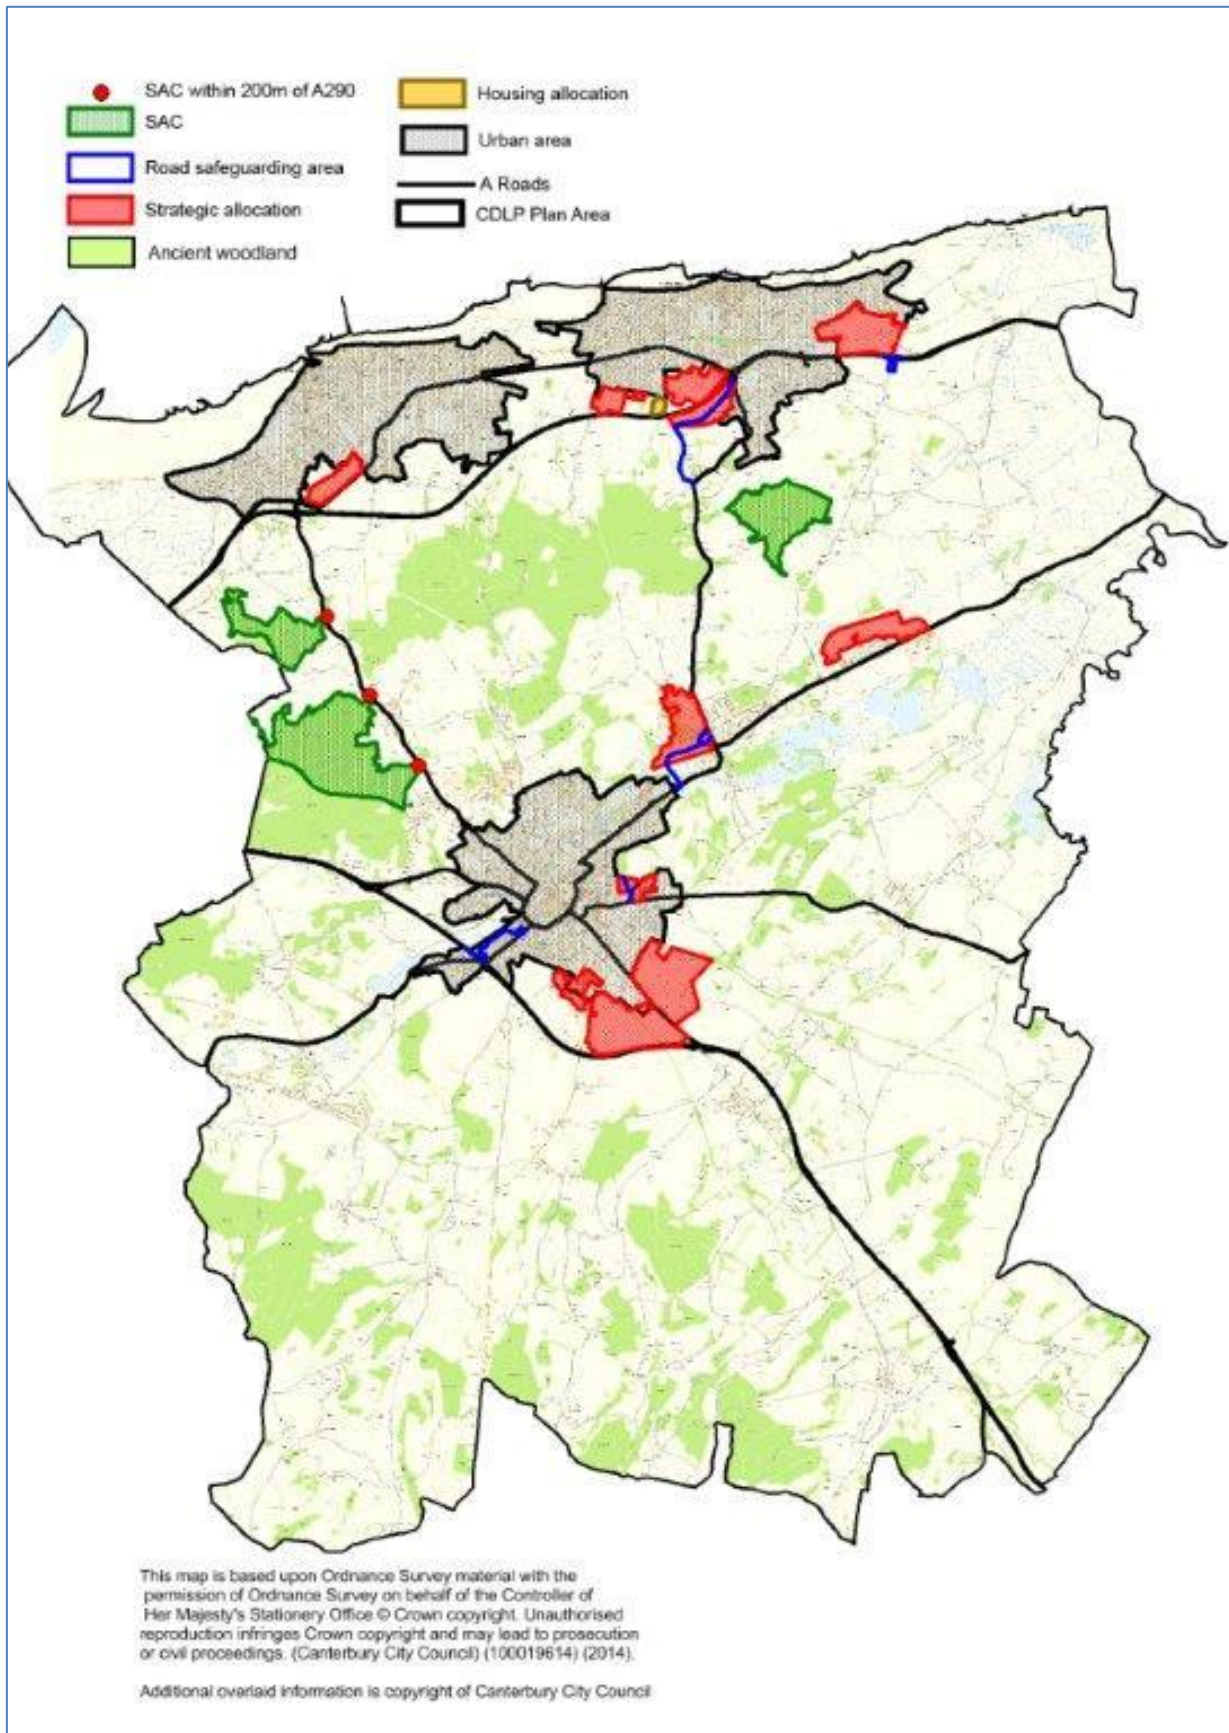 SAC within 200m of A290
SAC
Road safeguarding area
Strategic allocation
Ancient woodland
Housing allocation
Urban area
A Roads
CDLP Plan Area
This map is based upon Ordnance Survey material with the
permission of Ordnance Survey on behalf of the Controller of
Her Majesty's Stationery Office © Crown copyright. Unauthorised
reproduction infringes Crown copyright and may lead to prosecution
or civil proceedings. (Canterbury City Council) (100019614) (2014).
Additional overlaid information is copyright of Canterbury City Council